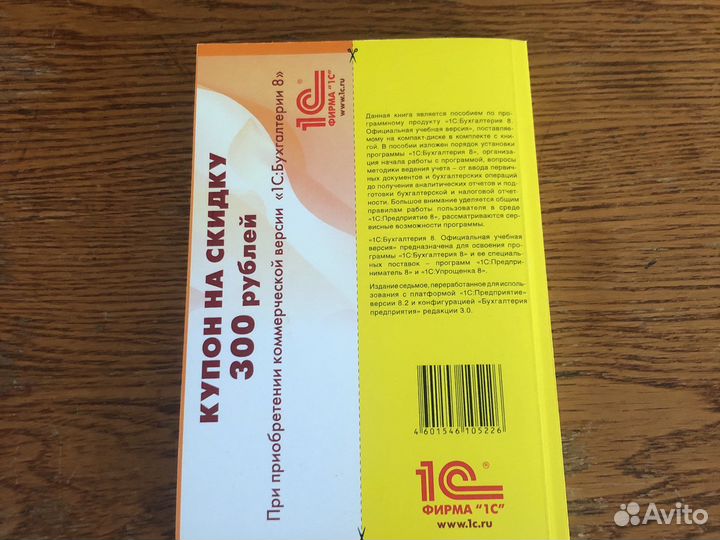 КУПОН НА СКИДКУ
300 рублей
При приобретении коммерческой версии «1С:Бухгалтерии 8»
1С®
ФИРМА "1С"
www.1c.ru
Данная книга является пособием по про-
граммному продукту «1С:Бухгалтерия 8.
Официальная учебная версия», поставляе-
мому на компакт-диске в комплекте с кни-
гой. В пособии изложен порядок установки
программы «1С:Бухгалтерия 8», организа-
ция начала работы с программой, вопросы
методики ведения учета – от ввода первич-
ных документов и бухгалтерских операций
до получения аналитических отчетов и под-
готовки бухгалтерской и налоговой отчет-
ности. Большое внимание уделяется общим
правилам работы пользователя в среде
«1С:Предприятие 8», рассматриваются сер-
висные возможности программы.
«1С:Бухгалтерия 8. Официальная учебная
версия» предназначена для освоения програм-
мы «1С:Бухгалтерия 8» и ее специаль-
ных поставок – программ «1С:Предпри-
ниматель 8» и «1С:Упрощенка 8».
Издание седьмое, переработанное для исполь-
зования с платформой «1С:Предприятие»
версии 8.2 и конфигурацией «Бухгалтерия
предприятия» редакции 3.0.
4 601546 105226
1С®
ФИРМА "1С"
www.1c.ru
Avito